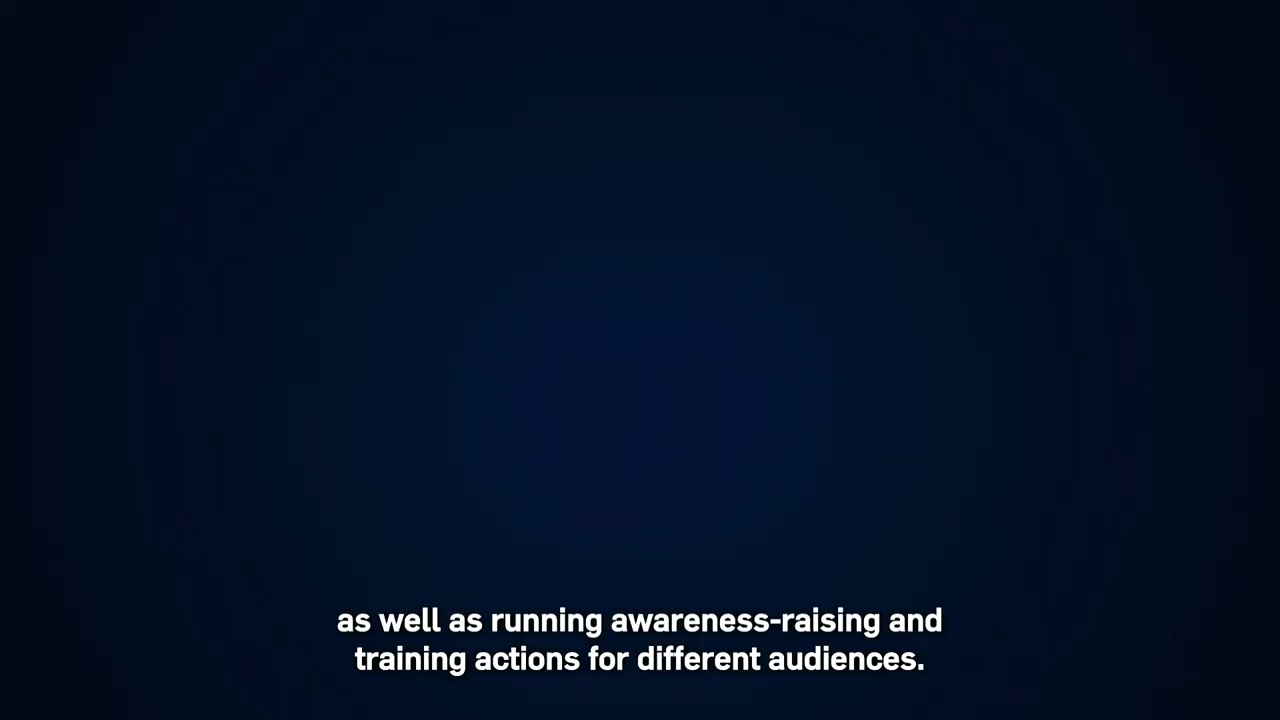 as well as running awareness-raising and
training actions for different audiences.